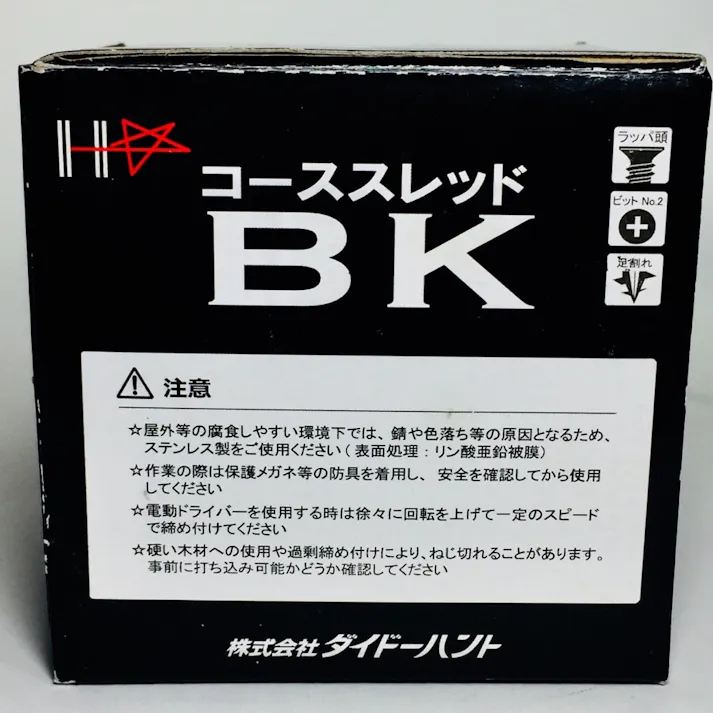 H☆
コーススレッド
BK
ラッパ頭
ビット No.2
足割れ
注意
☆屋外等の腐食しやすい環境下では、錆や色落ち等の原因となるため、
ステンレス製をご使用ください(表面処理：リン酸亜鉛被膜)
☆作業の際は保護メガネ等の防具を着用し、安全を確認してから使用
してください
☆電動ドライバーを使用する時は徐々に回転を上げて一定のスピード
で締め付けてください
☆硬い木材への使用や過剰締め付けにより、ねじ切れることがあります。
事前に打ち込み可能かどうか確認してください
株式会社 ダイドーハント